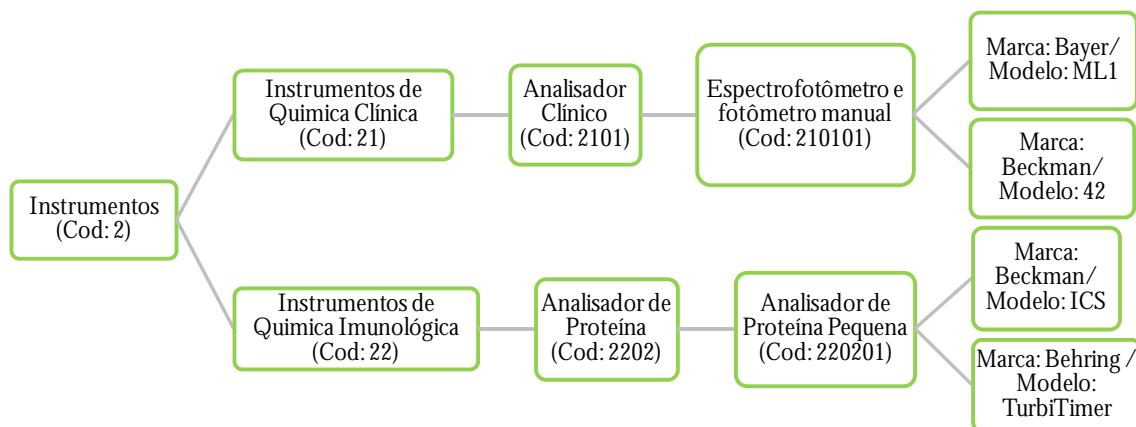 Instrumentos
(Cod: 2)
Instrumentos de
Quimica Clínica
(Cod: 21)
Analisador
Clínico
(Cod: 2101)
Espectrofotômetro e
fotômetro manual
(Cod: 210101)
Marca: Bayer/
Modelo: ML1
Marca:
Beckman/
Modelo: 42
Instrumentos de
Quimica Imunológica
(Cod: 22)
Analisador de
Proteína
(Cod: 2202)
Analisador de
Proteína Pequena
(Cod: 220201)
Marca:
Beckman/
Modelo: ICS
Marca: Behring /
Modelo:
TurbiTimer